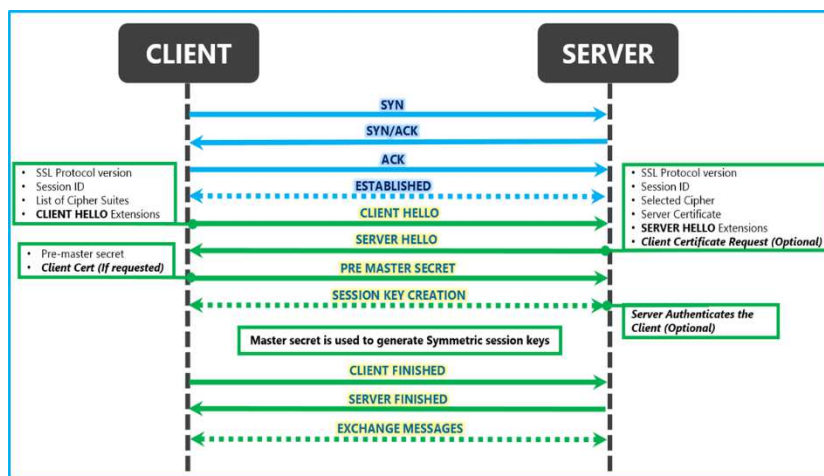 CLIENT
SERVER
SYN
SYN/ACK
ACK
ESTABLISHED
• SSL Protocol version
• Session ID
• List of Cipher Suites
• CLIENT HELLO Extensions
• SSL Protocol version
• Session ID
• Selected Cipher
• Server Certificate
• SERVER HELLO Extensions
• Client Certificate Request (Optional)
CLIENT HELLO
SERVER HELLO
• Pre-master secret
• Client Cert (If requested)
PRE MASTER SECRET
SESSION KEY CREATION
Server Authenticates the
Client (Optional)
Master secret is used to generate Symmetric session keys
CLIENT FINISHED
SERVER FINISHED
EXCHANGE MESSAGES